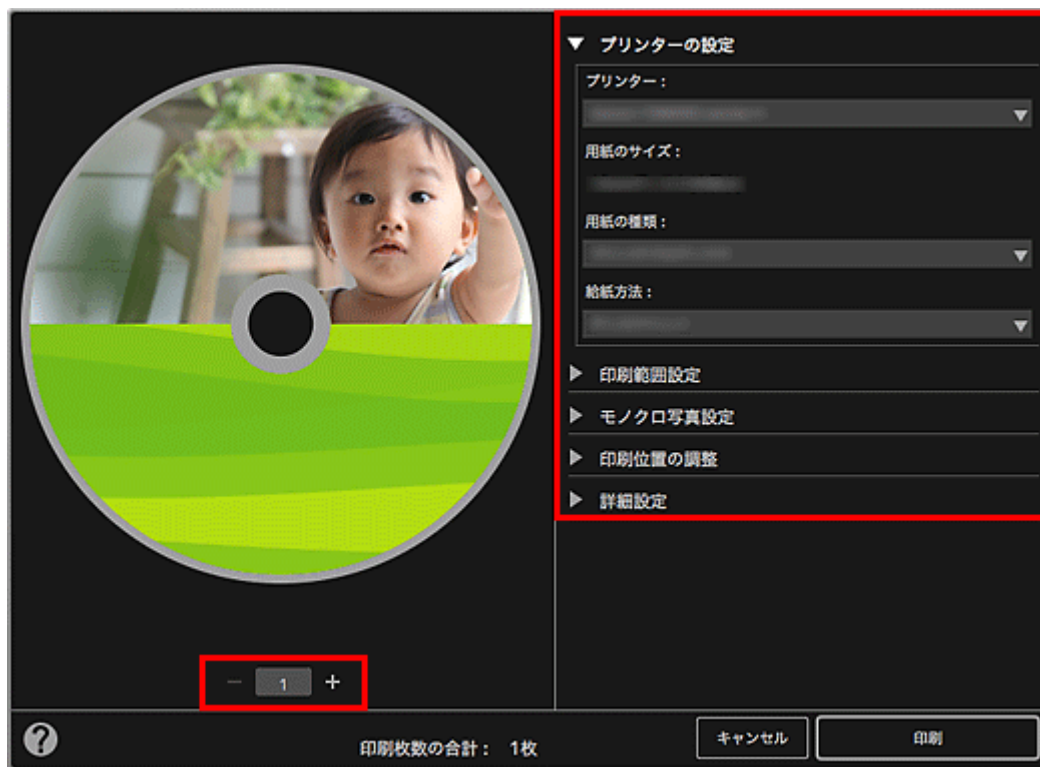 プリンターの設定
プリンター：
用紙のサイズ：
用紙の種類：
給紙方法：
印刷範囲設定
モノクロ写真設定
印刷位置の調整
詳細設定
− 1 +
?
印刷枚数の合計： 1枚
キャンセル
印刷